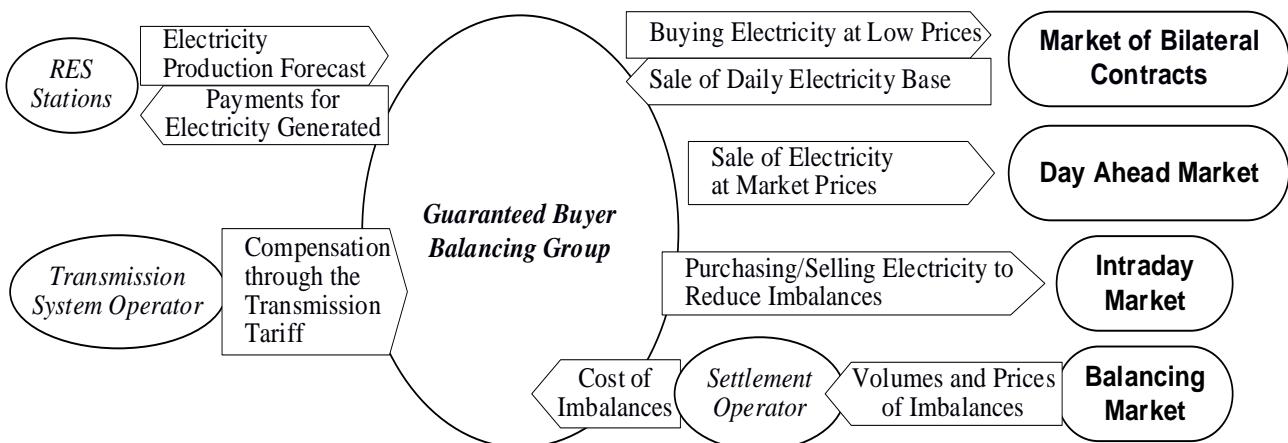 RES
Stations
Electricity
Production Forecast
Payments for
Electricity Generated
Buying Electricity at Low Prices
Sale of Daily Electricity Base
Market of Bilateral
Contracts
Sale of Electricity
at Market Prices
Day Ahead Market
Guaranteed Buyer
Balancing Group
Transmission
System Operator
Compensation
through the
Transmission
Tariff
Purchasing/Selling Electricity to
Reduce Imbalances
Intraday
Market
Cost of
Imbalances
Settlement
Operator
Volumes and Prices
of Imbalances
Balancing
Market